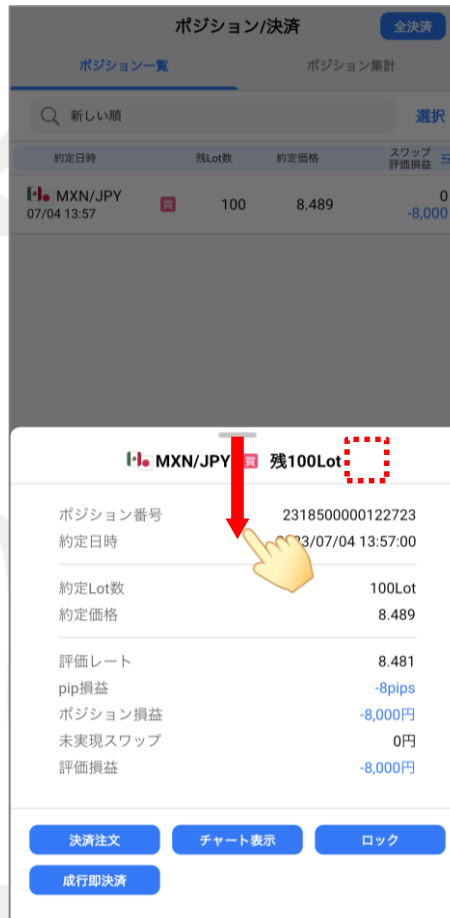 ポジション/決済 全決済
ポジション一覧 ポジション集計
新しい順 選択
約定日時 残Lot数 約定価格 スワップ
評価損益
MXN/JPY 買 100 8.489 0
07/04 13:57 -8,000
MXN/JPY 買 残100Lot
ポジション番号 2318500000122723
約定日時 3/07/04 13:57:00
約定Lot数 100Lot
約定価格 8.489
評価レート 8.481
pip損益 -8pips
ポジション損益 -8,000円
未実現スワップ 0円
評価損益 -8,000円
決済注文 チャート表示 ロック
成行即決済